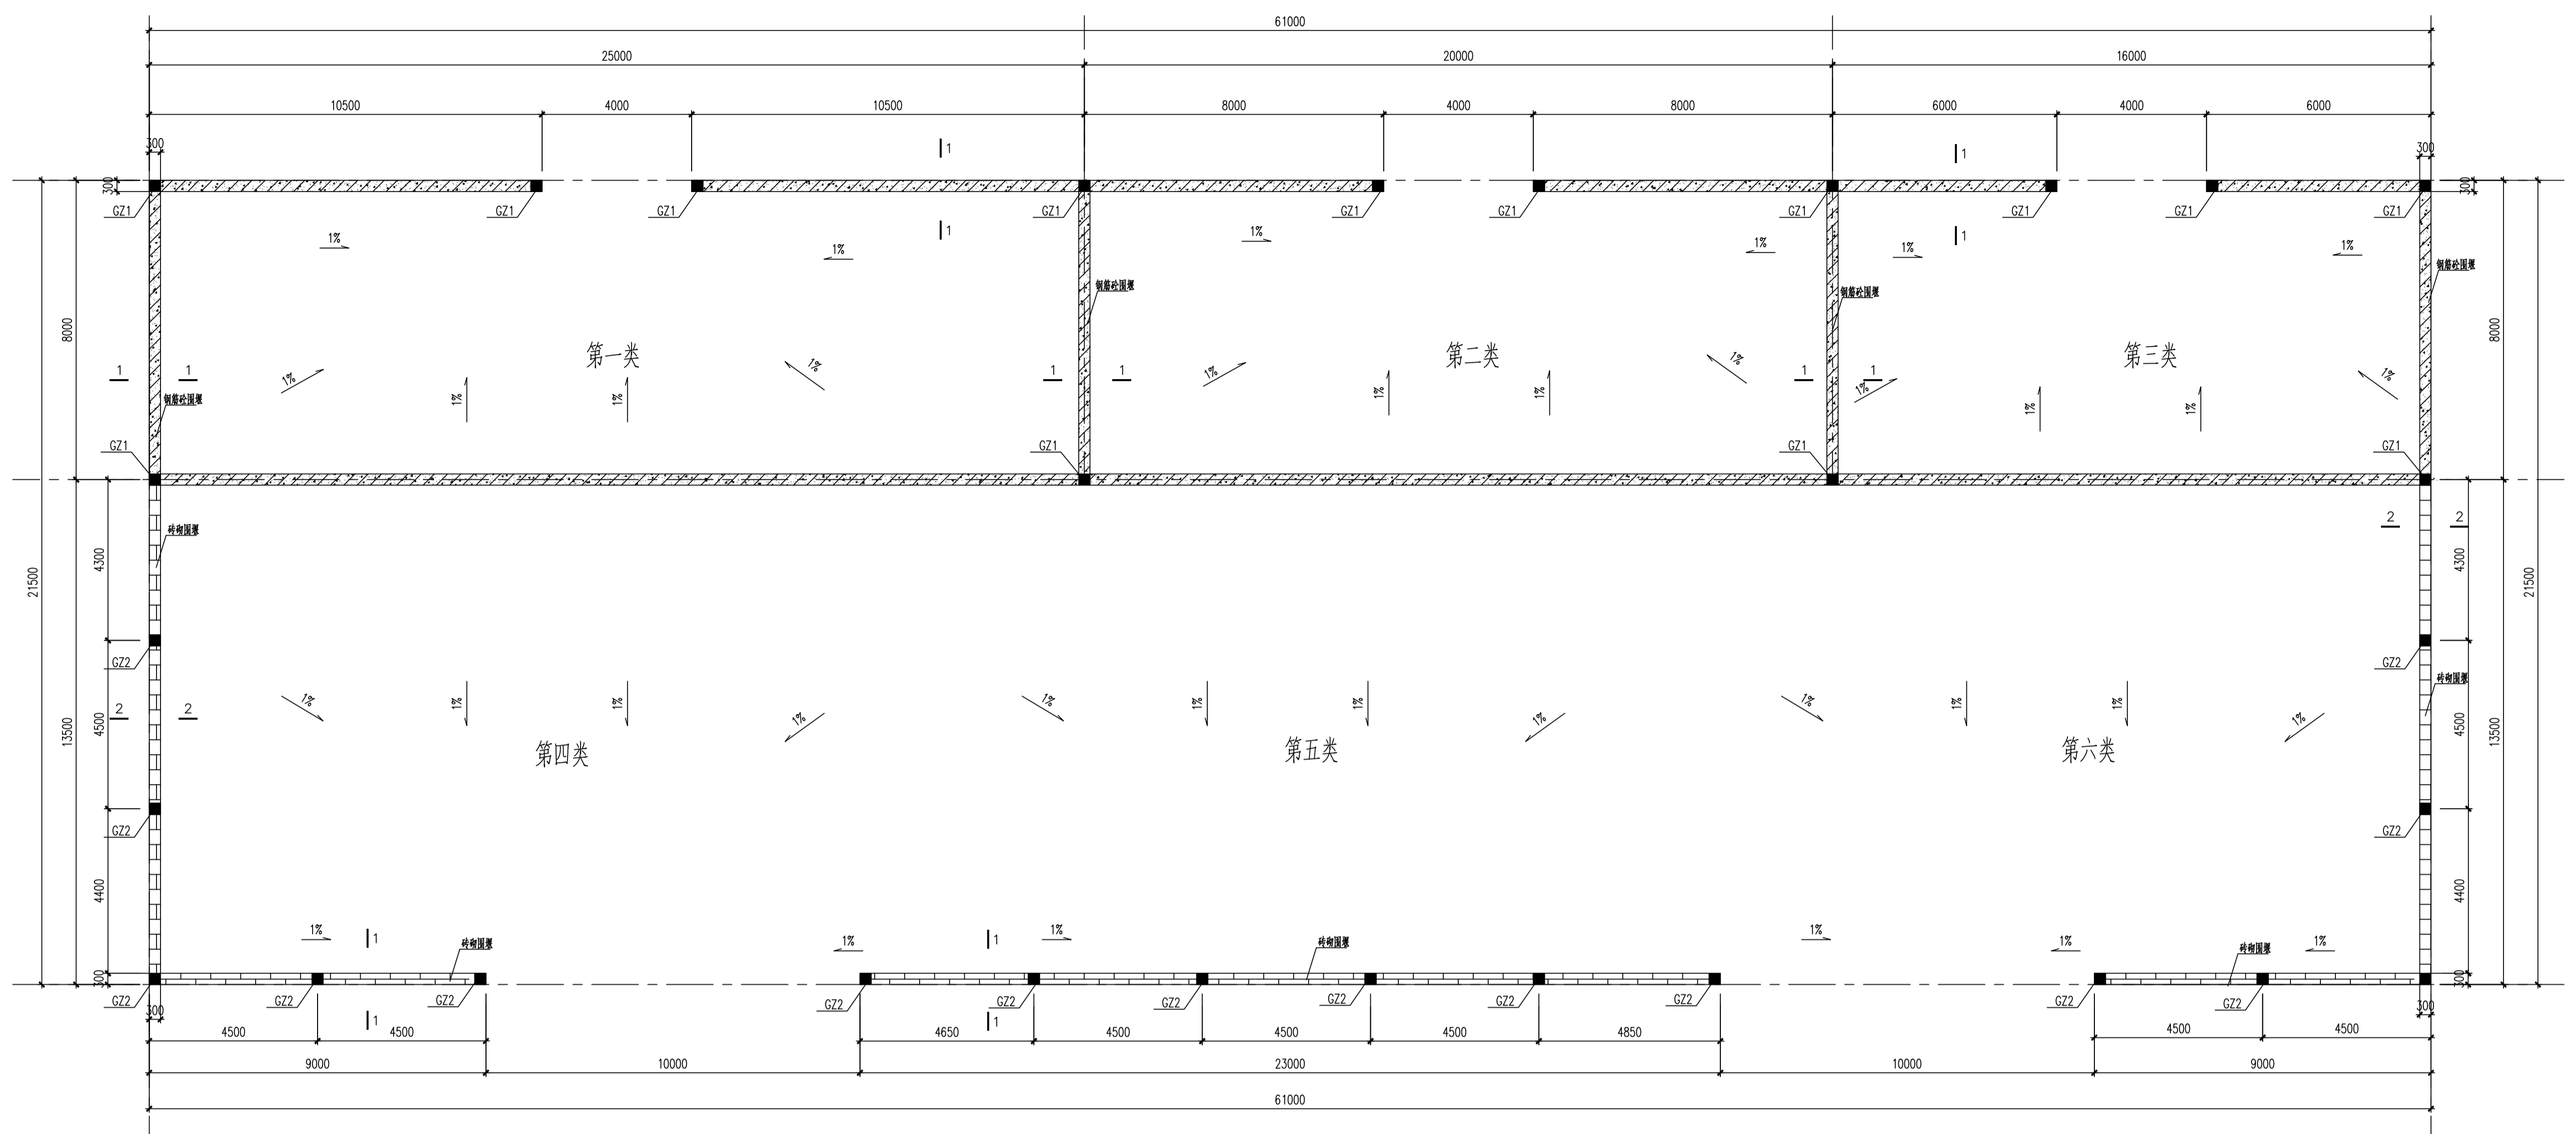 61000
25000 20000 16000
10500 4000 10500 8000 4000 8000 6000 4000 6000
300 1 1 300
300 300
GZ1 GZ1 GZ1 GZ1 GZ1 GZ1 GZ1 GZ1 GZ1 GZ1
1 1
1% 1% 1% 1% 1% 1%
钢筋砼围堰 钢筋砼围堰 钢筋砼围堰
8000 8000
第一类 第二类 第三类
1 1 1% 1% 1% 1% 1 1 1% 1% 1% 1% 1 1 1% 1% 1% 1%
钢筋砼围堰
GZ1 GZ1 GZ1 GZ1
砖砌围堰 2 2
4300 4300
21500 21500
GZ2 GZ2
砖砌围堰
2 2 1% 1% 1% 1% 1% 1% 1% 1% 1% 1% 1% 1%
13500 4500 4500 13500
第四类 第五类 第六类
GZ2 GZ2
4400 4400
1% 1 1% 1 1% 1% 1% 1%
砖砌围堰 砖砌围堰 砖砌围堰
300 300
GZ2 GZ2 GZ2 GZ2 GZ2 GZ2 GZ2 GZ2 GZ2 GZ2 GZ2
300 1 1 300
4500 4500 4650 4500 4500 4500 4850 4500 4500
9000 10000 23000 10000 9000
61000